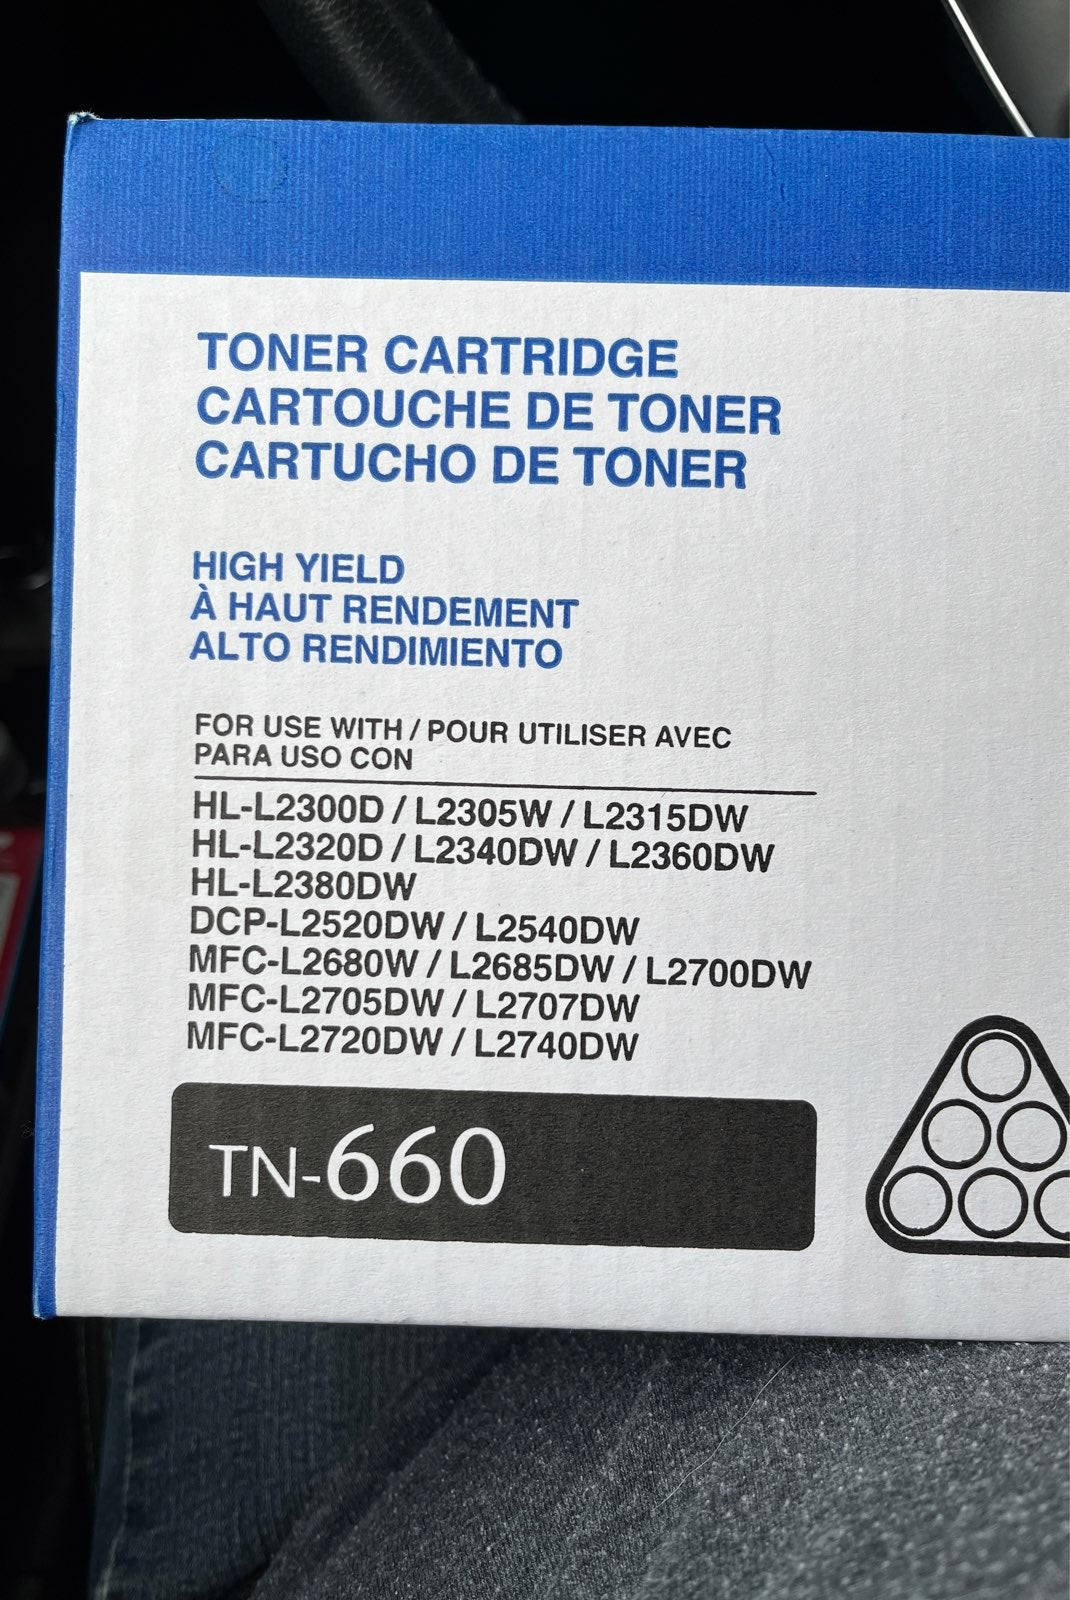 TONER CARTRIDGE
CARTOUCHE DE TONER
CARTUCHO DE TONER
HIGH YIELD
À HAUT RENDEMENT
ALTO RENDIMIENTO
FOR USE WITH / POUR UTILISER AVEC
PARA USO CON
HL-L2300D / L2305W / L2315DW
HL-L2320D / L2340DW / L2360DW
HL-L2380DW
DCP-L2520DW / L2540DW
MFC-L2680W / L2685DW / L2700DW
MFC-L2705DW / L2707DW
MFC-L2720DW / L2740DW
TN-660